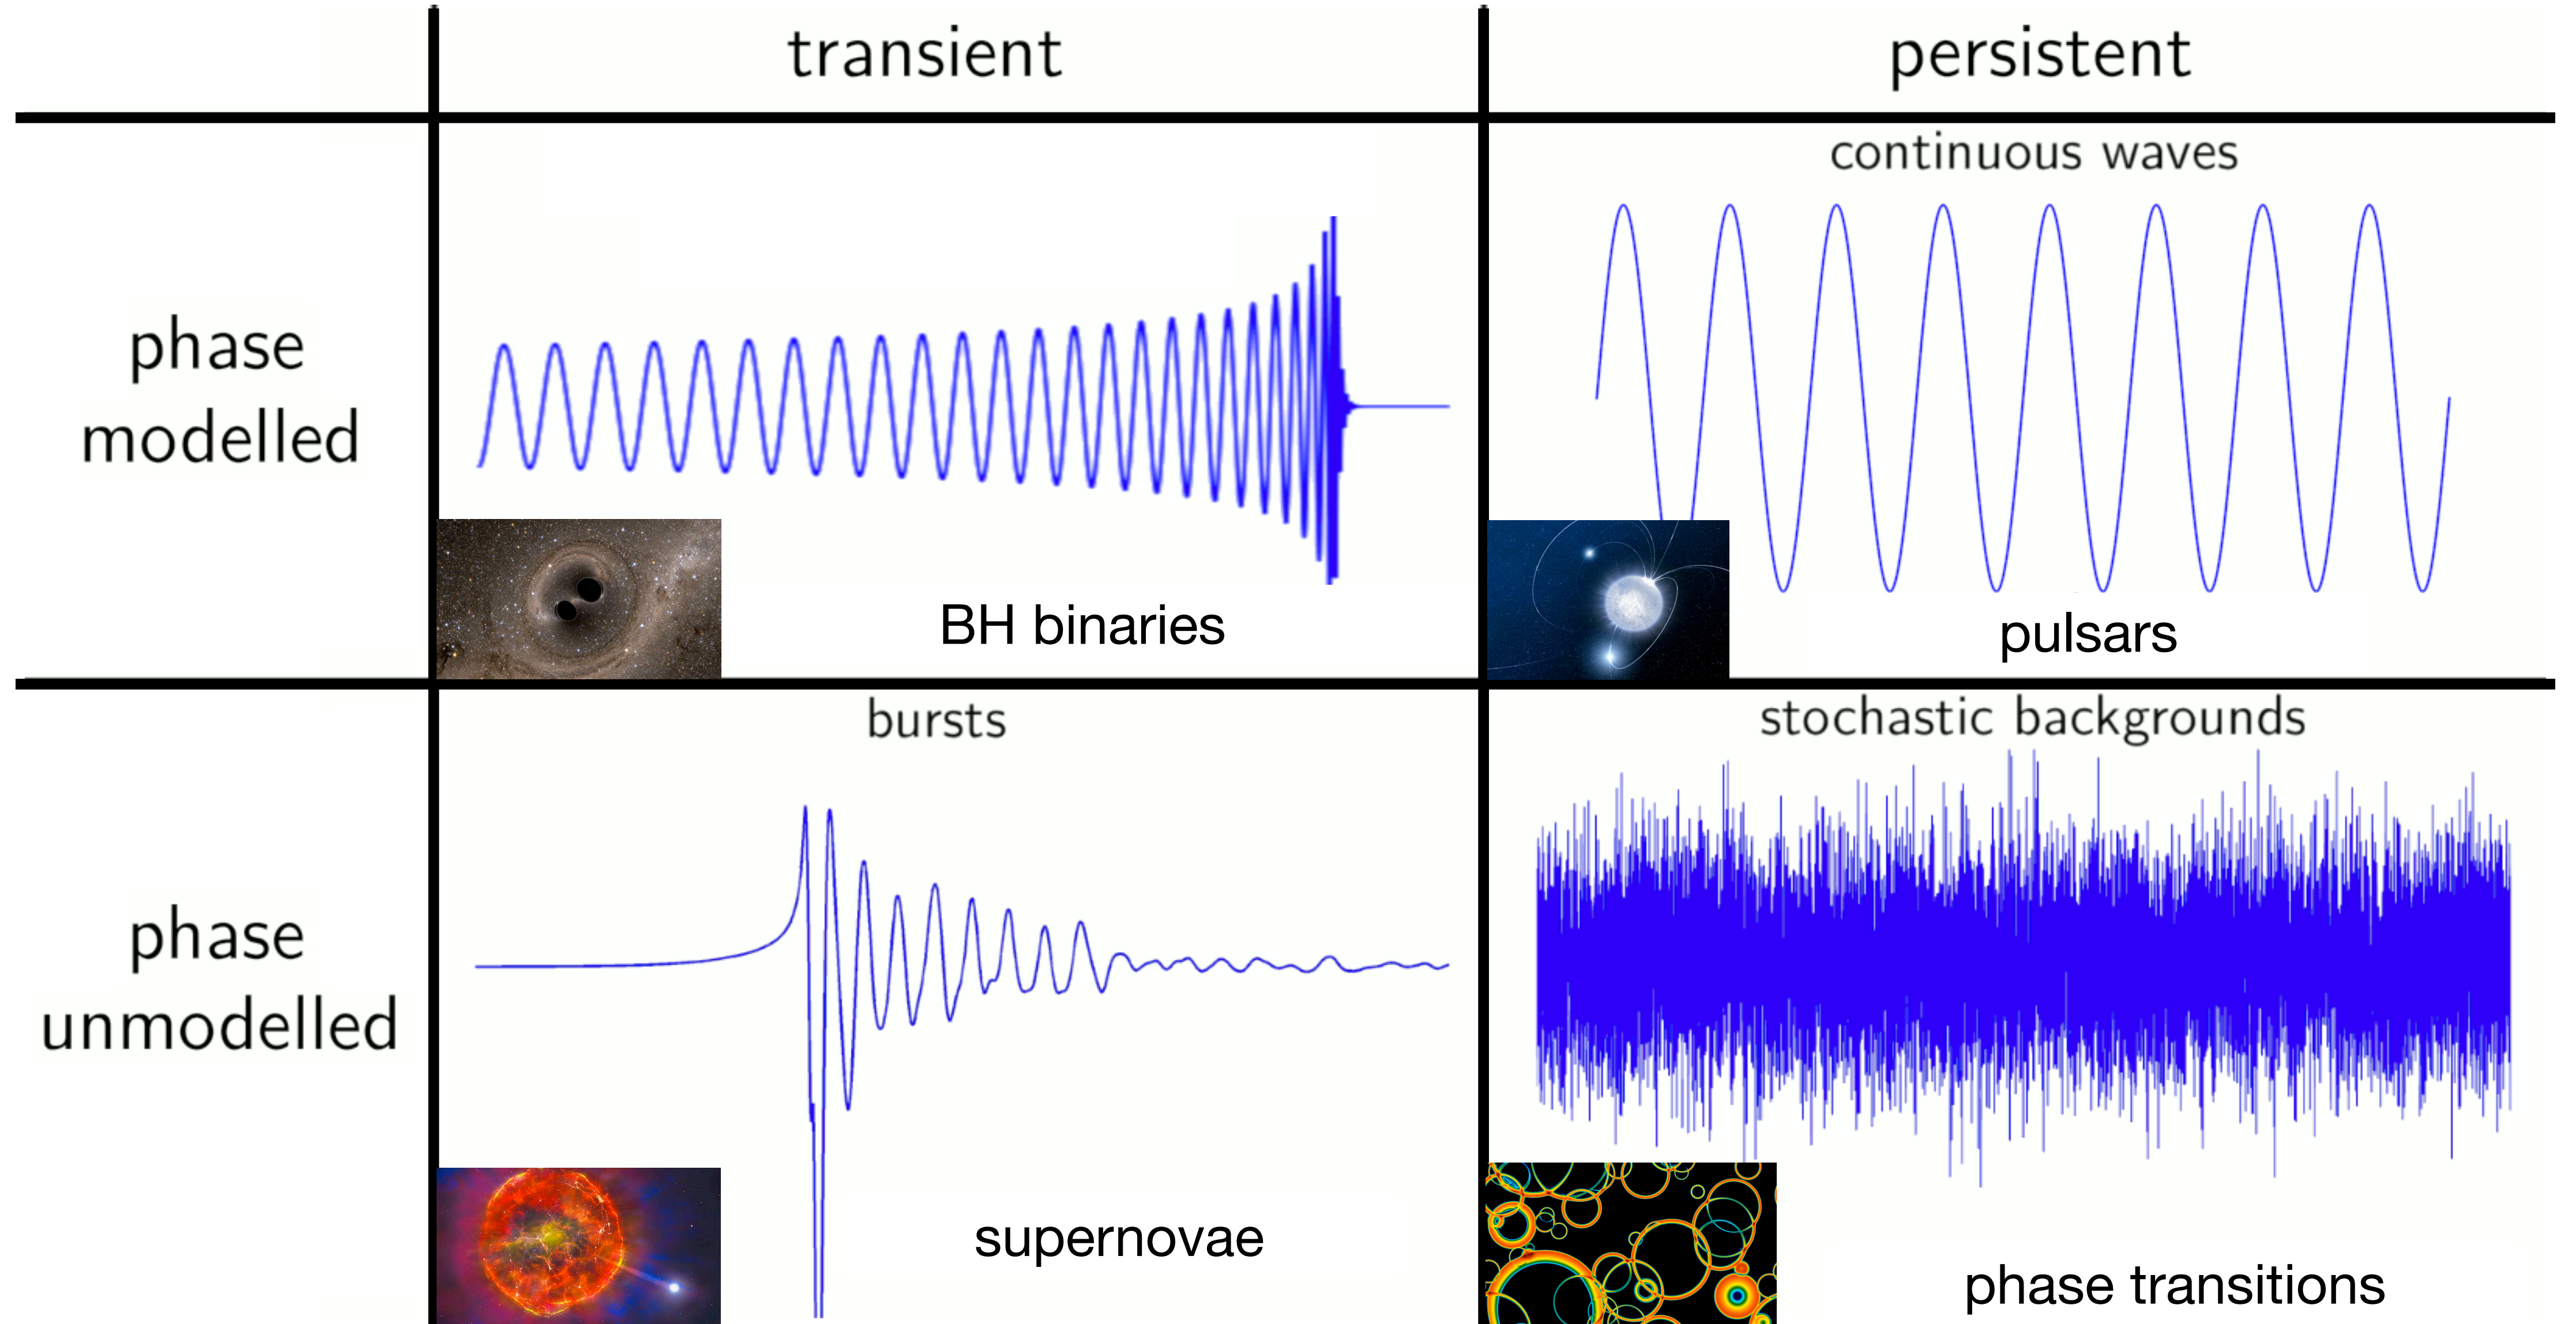 transient
persistent
phase
modelled
continuous waves
BH binaries
pulsars
phase
unmodelled
bursts
supernovae
stochastic backgrounds
phase transitions